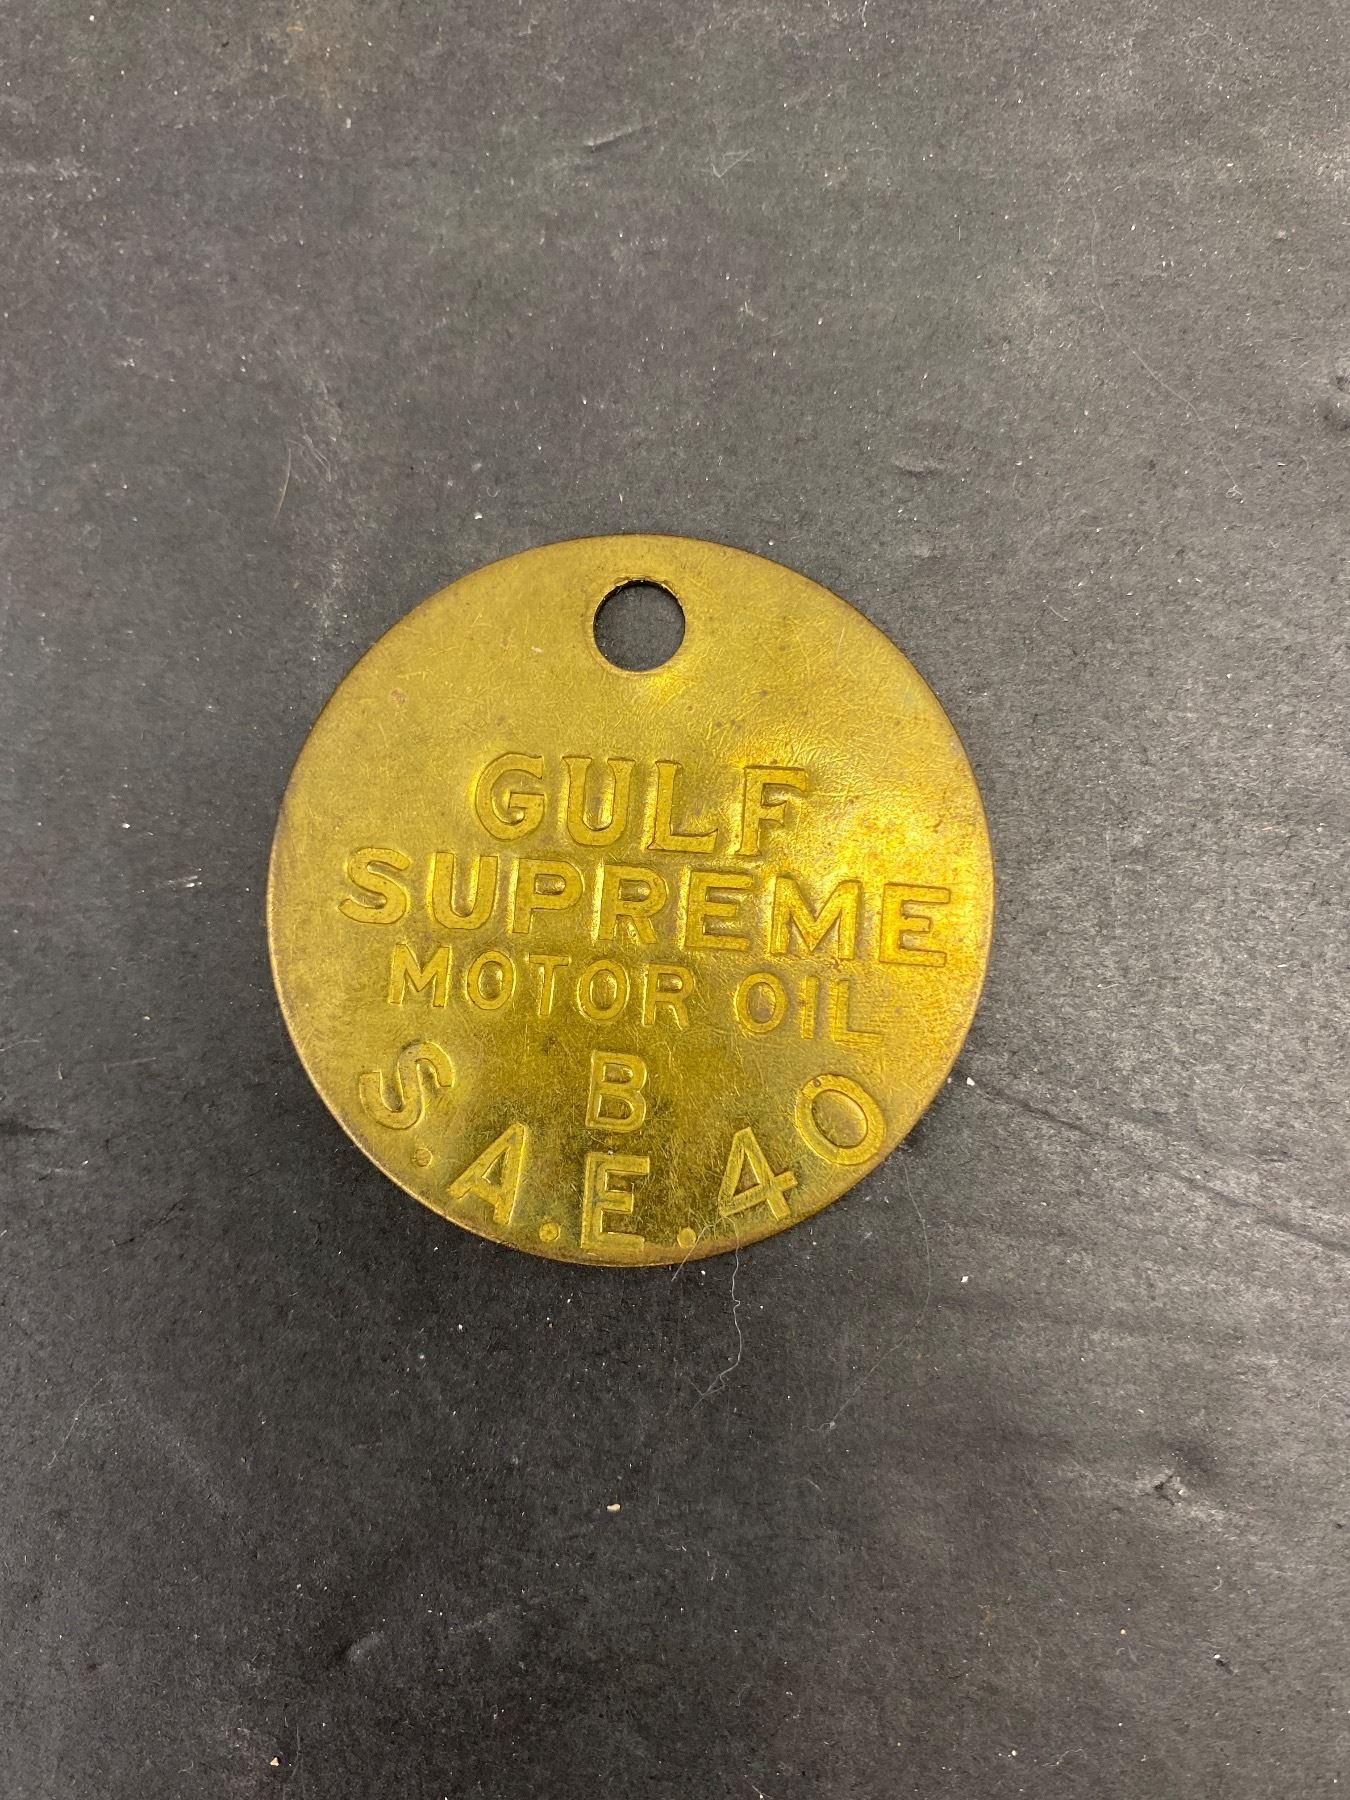 GULF
SUPREME
MOTOR OIL
B
S.A.E.40